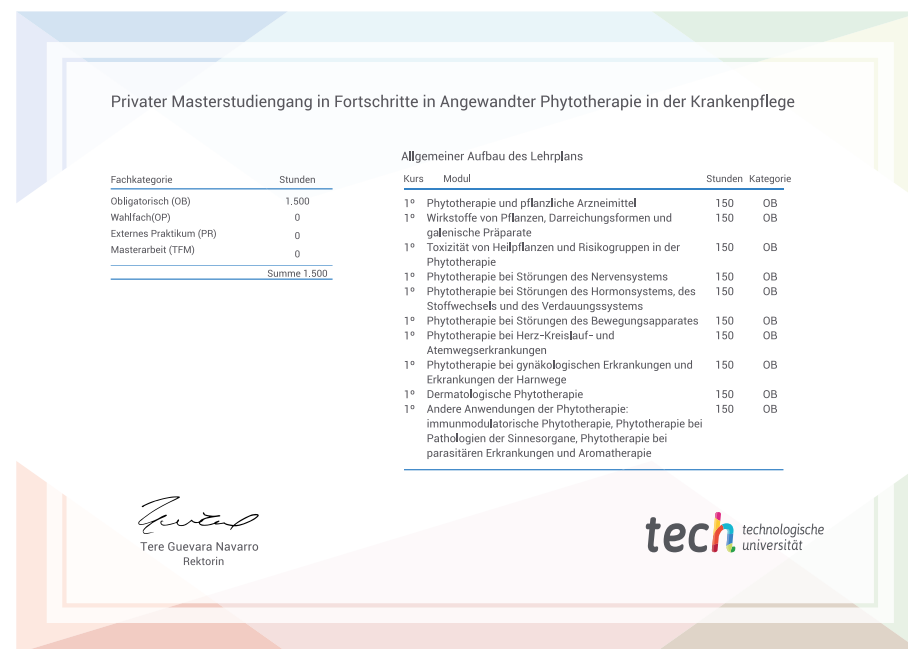 Privater Masterstudiengang in Fortschritte in Angewandter Phytotherapie in der Krankenpflege
Fachkategorie Stunden
Obligatorisch (OB) 1.500
Wahlfach(OP) 0
Externes Praktikum (PR) 0
Masterarbeit (TFM) 0
Summe 1.500
Allgemeiner Aufbau des Lehrplans
Kurs Modul Stunden Kategorie
1º Phytotherapie und pflanzliche Arzneimittel 150 OB
1º Wirkstoffe von Pflanzen, Darreichungsformen und 150 OB
galenische Präparate
1º Toxizität von Heilpflanzen und Risikogruppen in der 150 OB
Phytotherapie
1º Phytotherapie bei Störungen des Nervensystems 150 OB
1º Phytotherapie bei Störungen des Hormonsystems, des 150 OB
Stoffwechsels und des Verdauungssystems
1º Phytotherapie bei Störungen des Bewegungsapparates 150 OB
1º Phytotherapie bei Herz-Kreislauf- und 150 OB
Atemwegserkrankungen
1º Phytotherapie bei gynäkologischen Erkrankungen und 150 OB
Erkrankungen der Harnwege
1º Dermatologische Phytotherapie 150 OB
1º Andere Anwendungen der Phytotherapie: 150 OB
immunmodulatorische Phytotherapie, Phytotherapie bei
Pathologien der Sinnesorgane, Phytotherapie bei
parasitären Erkrankungen und Aromatherapie
Tere Guevara Navarro
Rektorin
tech technologische
universität